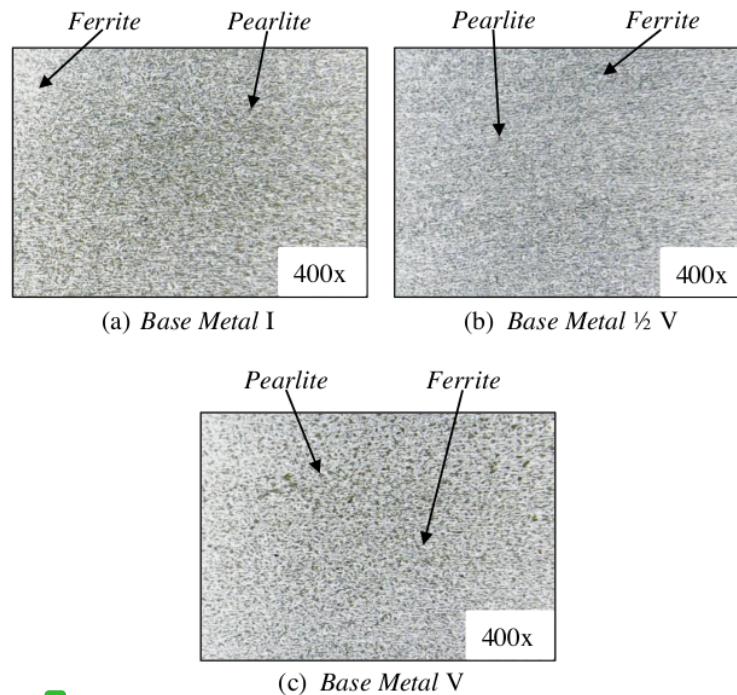 Ferrite Pearlite
Pearlite Ferrite
400x
400x
(a) Base Metal I
(b) Base Metal ½ V
Pearlite Ferrite
400x
(c) Base Metal V